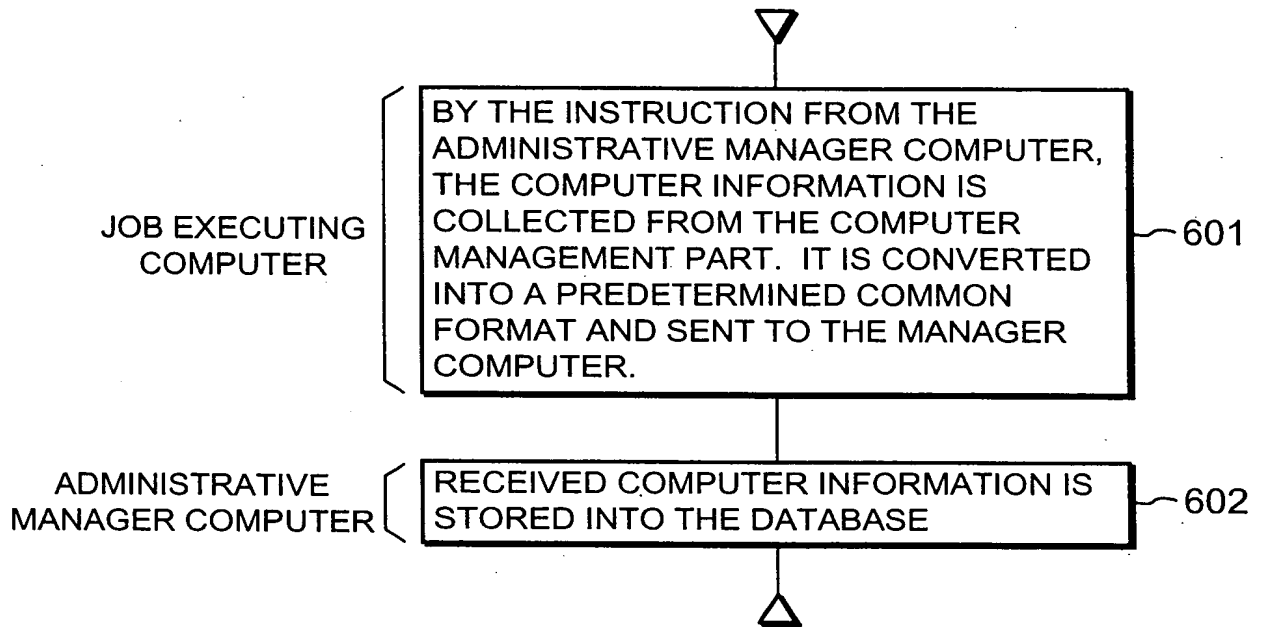 BY THE INSTRUCTION FROM THE
ADMINISTRATIVE MANAGER COMPUTER,
THE COMPUTER INFORMATION IS
COLLECTED FROM THE COMPUTER
MANAGEMENT PART. IT IS CONVERTED
INTO A PREDETERMINED COMMON
FORMAT AND SENT TO THE MANAGER
COMPUTER.
JOB EXECUTING
COMPUTER
601
ADMINISTRATIVE
MANAGER COMPUTER
RECEIVED COMPUTER INFORMATION IS
STORED INTO THE DATABASE
602